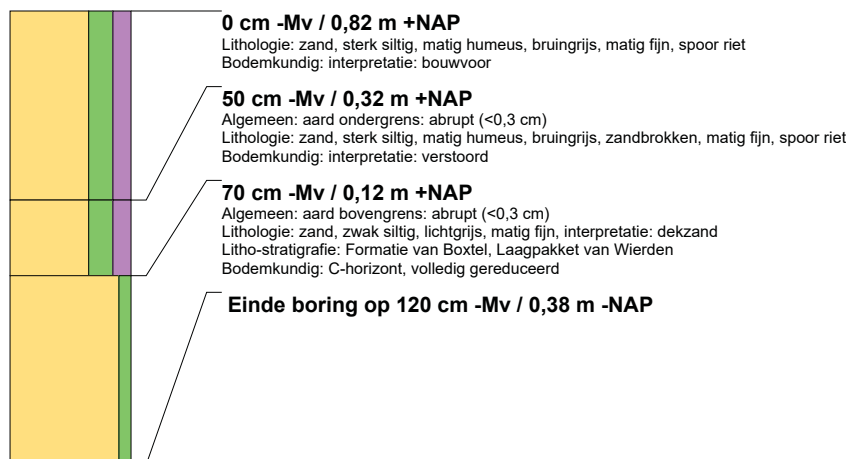 0 cm -Mv / 0,82 m +NAP
Lithologie: zand, sterk siltig, matig humeus, bruingrijs, matig fijn, spoor riet
Bodemkundig: interpretatie: bouwvoor
50 cm -Mv / 0,32 m +NAP
Algemeen: aard ondergrens: abrupt (<0,3 cm)
Lithologie: zand, sterk siltig, matig humeus, bruingrijs, zandbrokken, matig fijn, spoor riet
Bodemkundig: interpretatie: verstoord
70 cm -Mv / 0,12 m +NAP
Algemeen: aard bovengrens: abrupt (<0,3 cm)
Lithologie: zand, zwak siltig, lichtgrijs, matig fijn, interpretatie: dekzand
Litho-stratigrafie: Formatie van Boxtel, Laagpakket van Wierden
Bodemkundig: C-horizont, volledig gereduceerd
Einde boring op 120 cm -Mv / 0,38 m -NAP